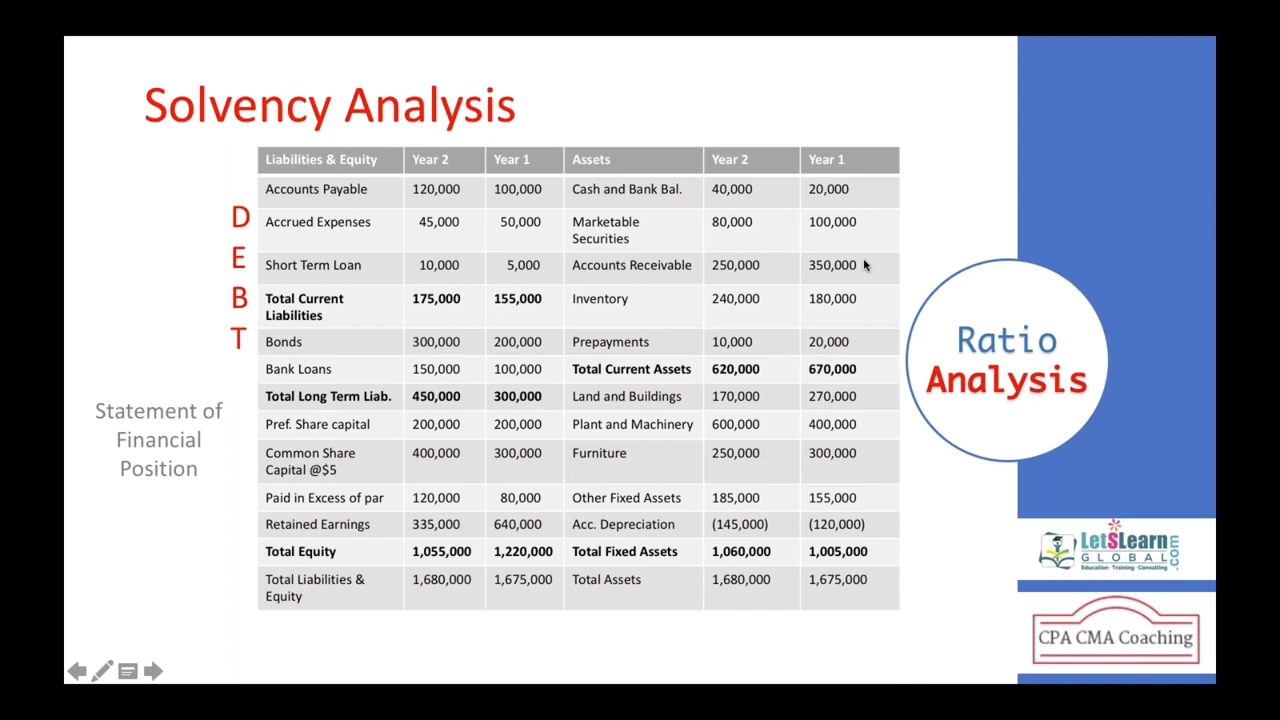 Solvency Analysis
Liabilities & Equity Year 2 Year 1 Assets Year 2 Year 1
Accounts Payable 120,000 100,000 Cash and Bank Bal. 40,000 20,000
Accrued Expenses 45,000 50,000 Marketable Securities 80,000 100,000
Short Term Loan 10,000 5,000 Accounts Receivable 250,000 350,000
Total Current Liabilities 175,000 155,000 Inventory 240,000 180,000
Bonds 300,000 200,000 Prepayments 10,000 20,000
Bank Loans 150,000 100,000 Total Current Assets 620,000 670,000
Total Long Term Liab. 450,000 300,000 Land and Buildings 170,000 270,000
Pref. Share capital 200,000 200,000 Plant and Machinery 600,000 400,000
Common Share Capital @$5 400,000 300,000 Furniture 250,000 300,000
Paid in Excess of par 120,000 80,000 Other Fixed Assets 185,000 155,000
Retained Earnings 335,000 640,000 Acc. Depreciation (145,000) (120,000)
Total Equity 1,055,000 1,220,000 Total Fixed Assets 1,060,000 1,005,000
Total Liabilities & Equity 1,680,000 1,675,000 Total Assets 1,680,000 1,675,000
D
E
B
T
Statement of
Financial
Position
Ratio
Analysis
LetSLearn.com
GLOBAL
Education · Training · Consulting
CPA CMA Coaching